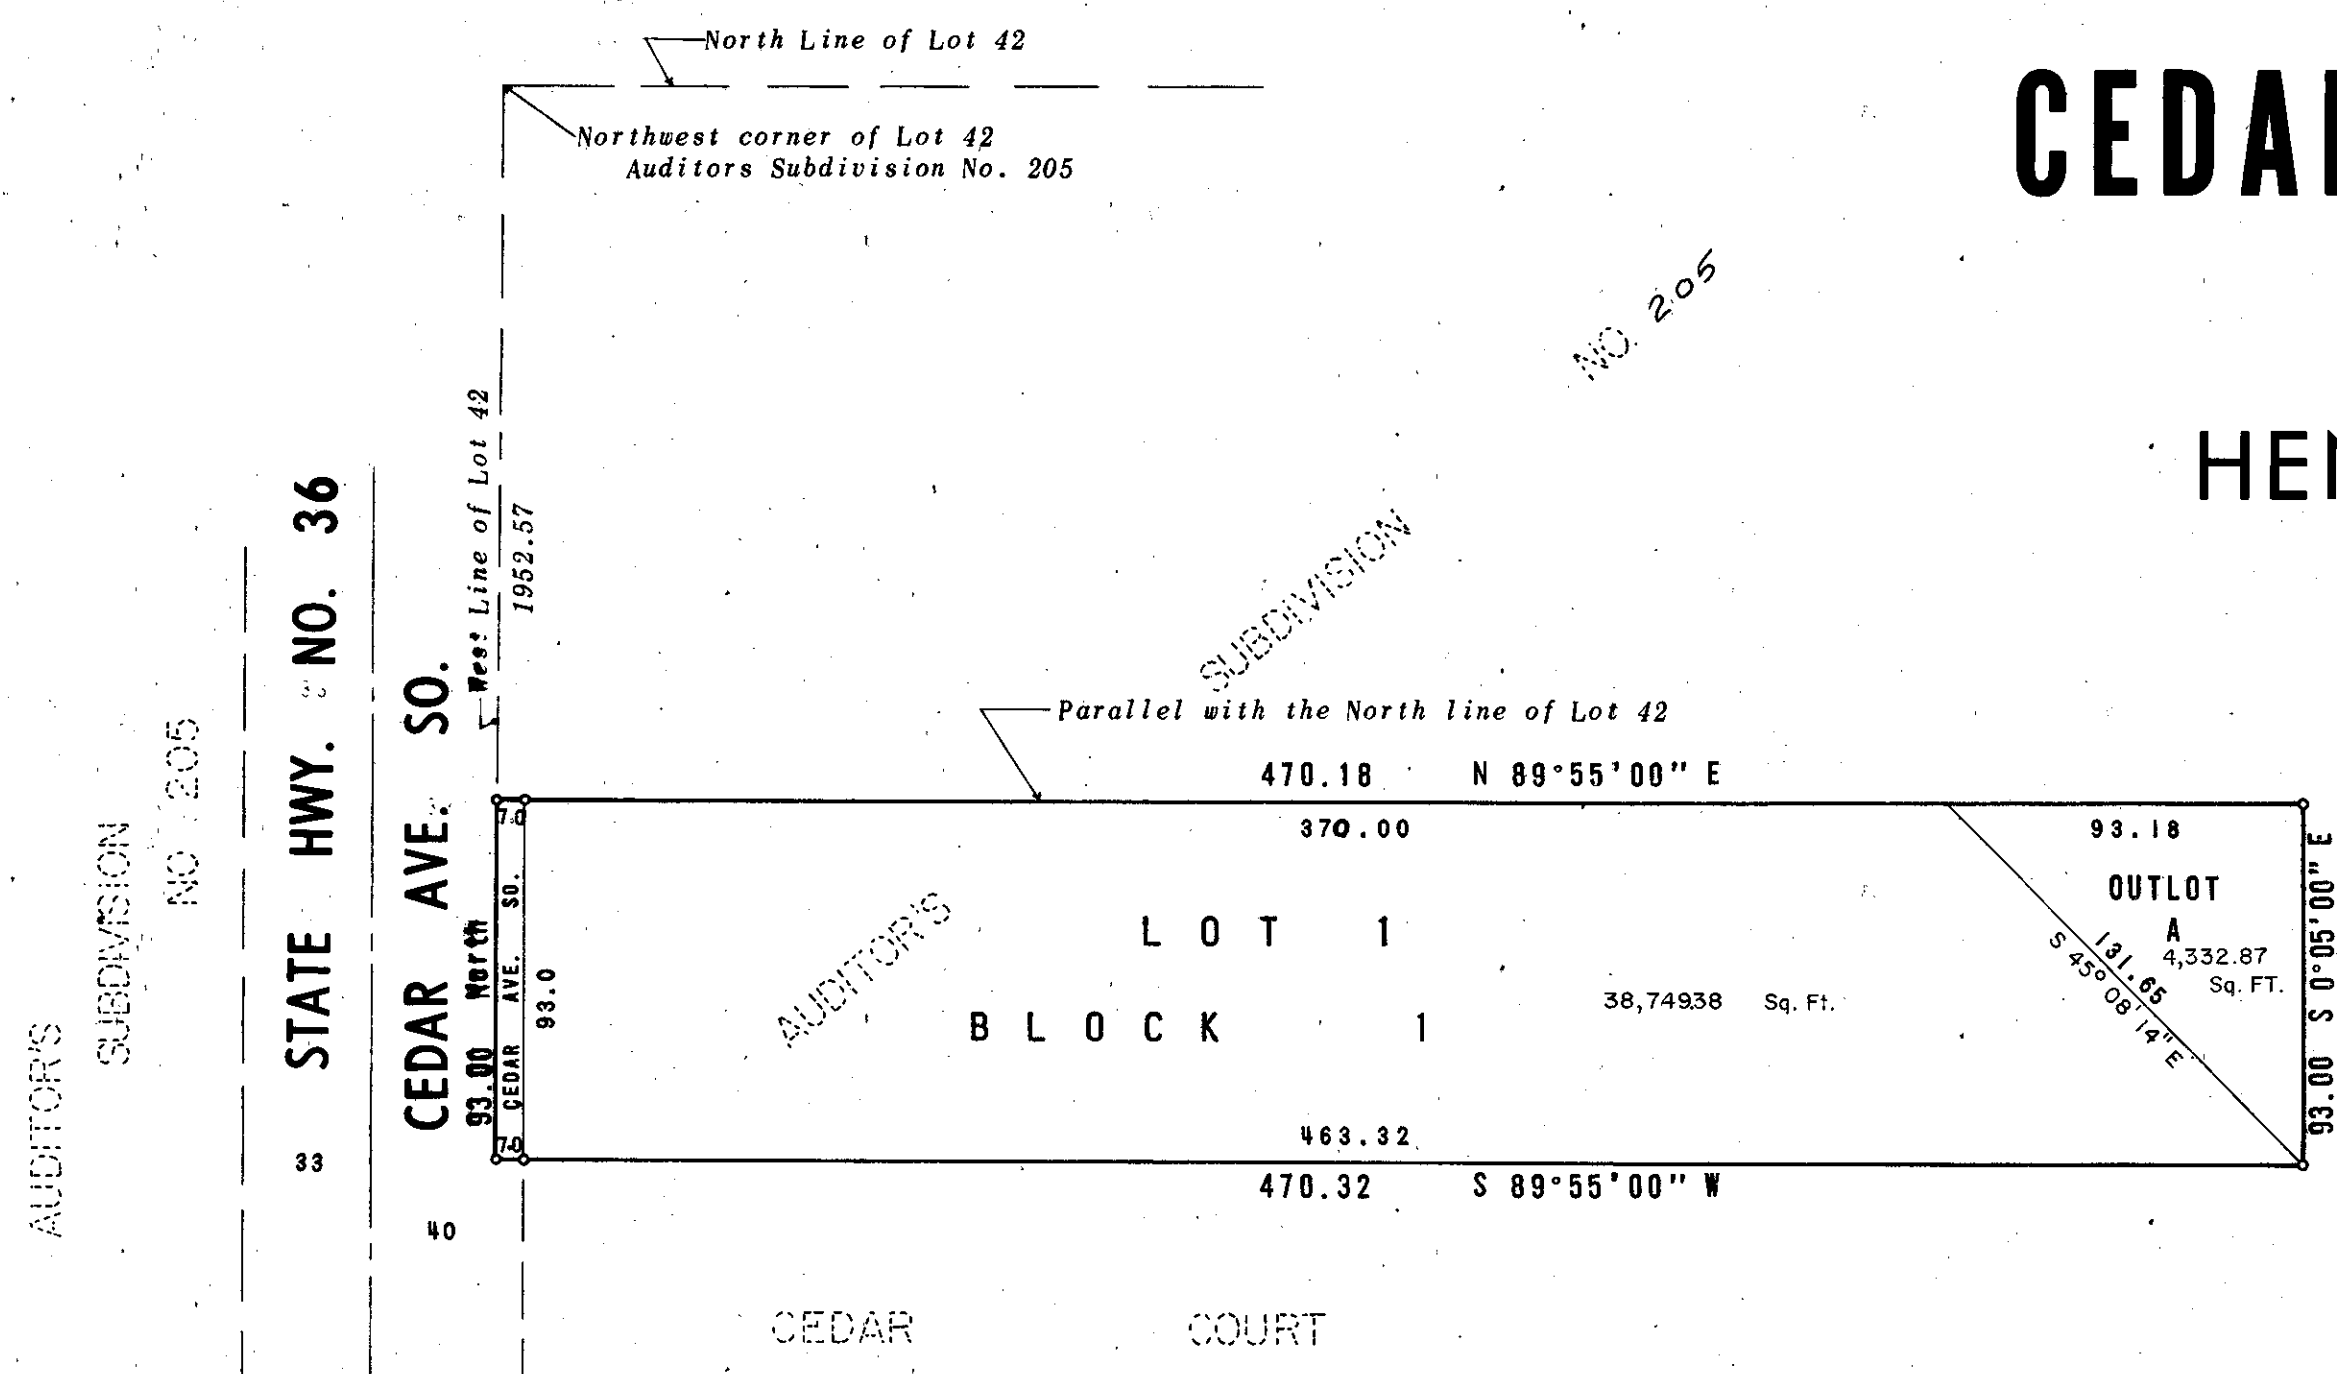 North Line of Lot 42
Northwest corner of Lot 42
Auditors Subdivision No. 205
NO. 205
SUBDIVISION
AUDITOR'S
West Line of Lot 42
1952.57
STATE HWY. NO. 36
CEDAR AVE. SO.
AUDITOR'S
SUBDIVISION
NO 205
33
40
Parallel with the North line of Lot 42
470.18 N 89°55'00" E
7.0
370.00
93.18
93.00 North
CEDAR AVE. SO.
93.0
LOT 1
BLOCK 1
38,749.38 Sq. Ft.
OUTLOT
A
4,332.87
Sq. FT.
131.65
S 45° 08' 14" E
93.00 S 0°05'00" E
7.0
463.32
470.32 S 89°55'00" W
CEDAR COURT